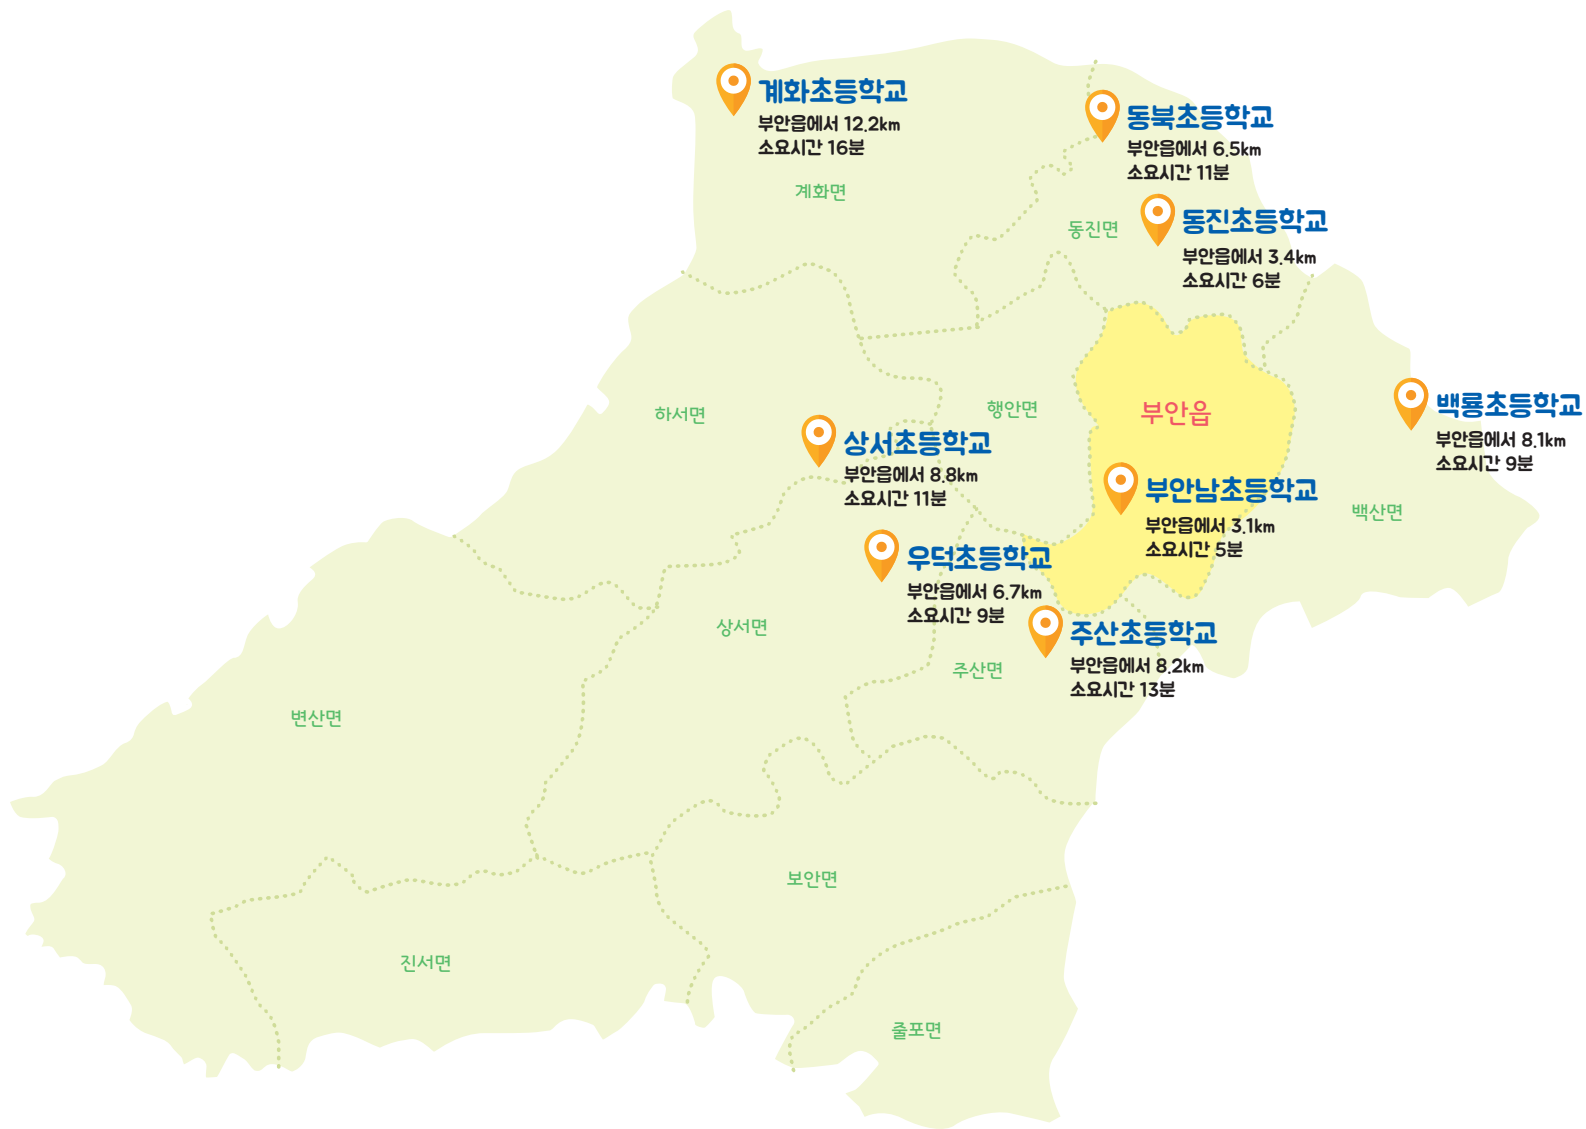 계화초등학교
부안읍에서 12.2km
소요시간 16분
계화면
동북초등학교
부안읍에서 6.5km
소요시간 11분
동진면
동진초등학교
부안읍에서 3.4km
소요시간 6분
하서면
행안면
부안읍
백룡초등학교
부안읍에서 8.1km
소요시간 9분
백산면
상서초등학교
부안읍에서 8.8km
소요시간 11분
부안남초등학교
부안읍에서 3.1km
소요시간 5분
우덕초등학교
부안읍에서 6.7km
소요시간 9분
상서면
주산초등학교
부안읍에서 8.2km
소요시간 13분
주산면
변산면
보안면
진서면
줄포면